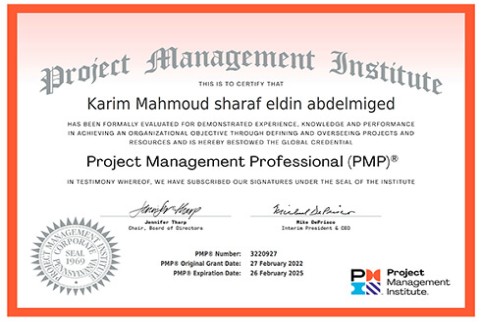 Project Management Institute
THIS IS TO CERTIFY THAT
Karim Mahmoud sharaf eldin abdelmiged
HAS BEEN FORMALLY EVALUATED FOR DEMONSTRATED EXPERIENCE, KNOWLEDGE AND PERFORMANCE
IN ACHIEVING AN ORGANIZATIONAL OBJECTIVE THROUGH DEFINING AND OVERSEEING PROJECTS AND
RESOURCES AND IS HEREBY BESTOWED THE GLOBAL CREDENTIAL
Project Management Professional (PMP)®
IN TESTIMONY WHEREOF, WE HAVE SUBSCRIBED OUR SIGNATURES UNDER THE SEAL OF THE INSTITUTE
Jennifer Tharp
Michael DePrisco
Jennifer Tharp
Chair, Board of Directors
Mike DePrisco
Interim President & CEO
PROJECT MANAGEMENT INSTITUTE
CORPORATE
SEAL
1969
PENNSYLVANIA
PMP® Number: 3220927
PMP® Original Grant Date: 27 February 2022
PMP® Expiration Date: 26 February 2025
Project
Management
Institute.